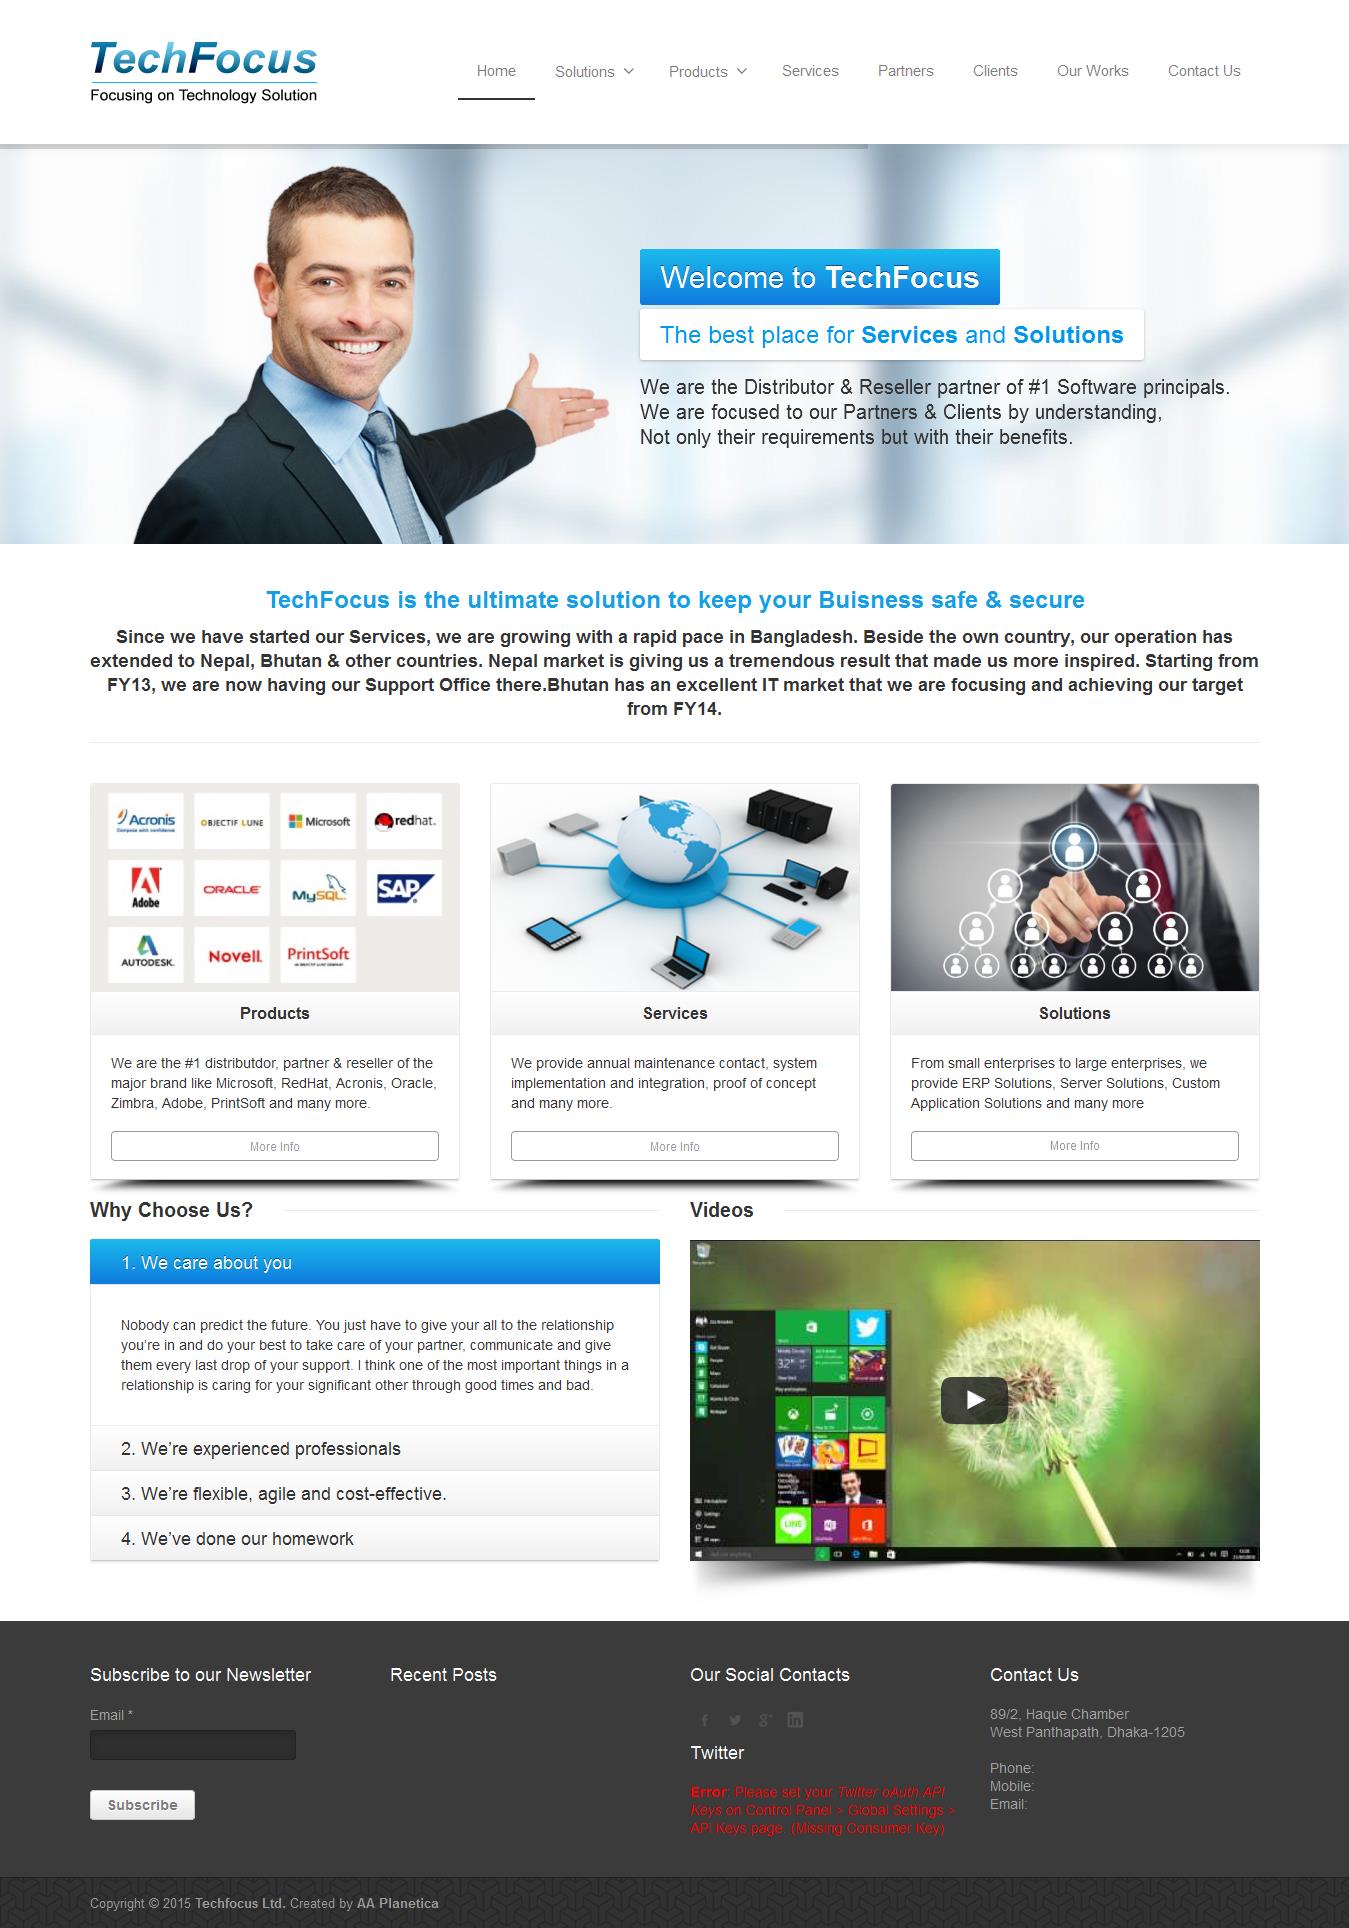 TechFocus
Focusing on Technology Solution
Home
Solutions
Products
Services
Partners
Clients
Our Works
Contact Us
Welcome to TechFocus
The best place for Services and Solutions
We are the Distributor & Reseller partner of #1 Software principals.
We are focused to our Partners & Clients by understanding,
Not only their requirements but with their benefits.
TechFocus is the ultimate solution to keep your Buisness safe & secure
Since we have started our Services, we are growing with a rapid pace in Bangladesh. Beside the own country, our operation has
extended to Nepal, Bhutan & other countries. Nepal market is giving us a tremendous result that made us more inspired. Starting from
FY13, we are now having our Support Office there.Bhutan has an excellent IT market that we are focusing and achieving our target
from FY14.
Acronis
Compute with confidence
OBJECTIF LUNE
Microsoft
redhat.
Adobe
ORACLE
MySQL
SAP
AUTODESK.
Novell.
PrintSoft
Products
We are the #1 distributdor, partner & reseller of the
major brand like Microsoft, RedHat, Acronis, Oracle,
Zimbra, Adobe, PrintSoft and many more.
More Info
Services
We provide annual maintenance contact, system
implementation and integration, proof of concept
and many more.
More Info
Solutions
From small enterprises to large enterprises, we
provide ERP Solutions, Server Solutions, Custom
Application Solutions and many more
More Info
Why Choose Us?
1. We care about you
Nobody can predict the future. You just have to give your all to the relationship
you're in and do your best to take care of your partner, communicate and give
them every last drop of your support. I think one of the most important things in a
relationship is caring for your significant other through good times and bad.
2. We’re experienced professionals
3. We’re flexible, agile and cost-effective.
4. We’ve done our homework
Videos
32°
LINE
Subscribe to our Newsletter
Email *
Subscribe
Recent Posts
Our Social Contacts
Twitter
Error: Please set your Twitter oAuth API
Keys on Control Panel > Global Settings >
API Keys page. (Missing Consumer Key)
Contact Us
89/2, Haque Chamber
West Panthapath, Dhaka-1205
Phone:
Mobile:
Email:
Copyright © 2015 Techfocus Ltd. Created by AA Planetica